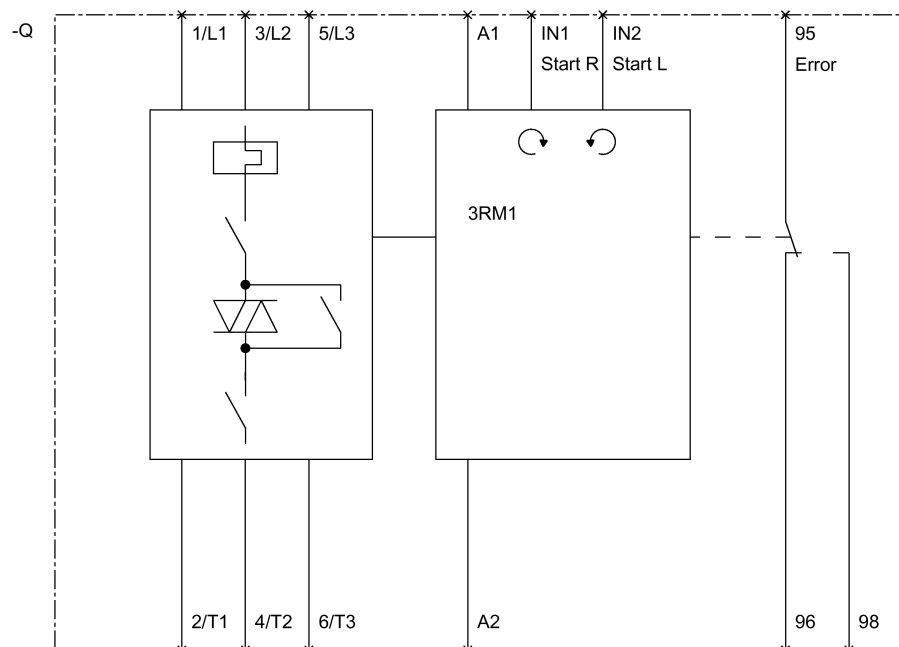 -Q
1/L1 3/L2 5/L3 A1 IN1 IN2 95
Start R Start L Error
3RM1
2/T1 4/T2 6/T3 A2 96 98